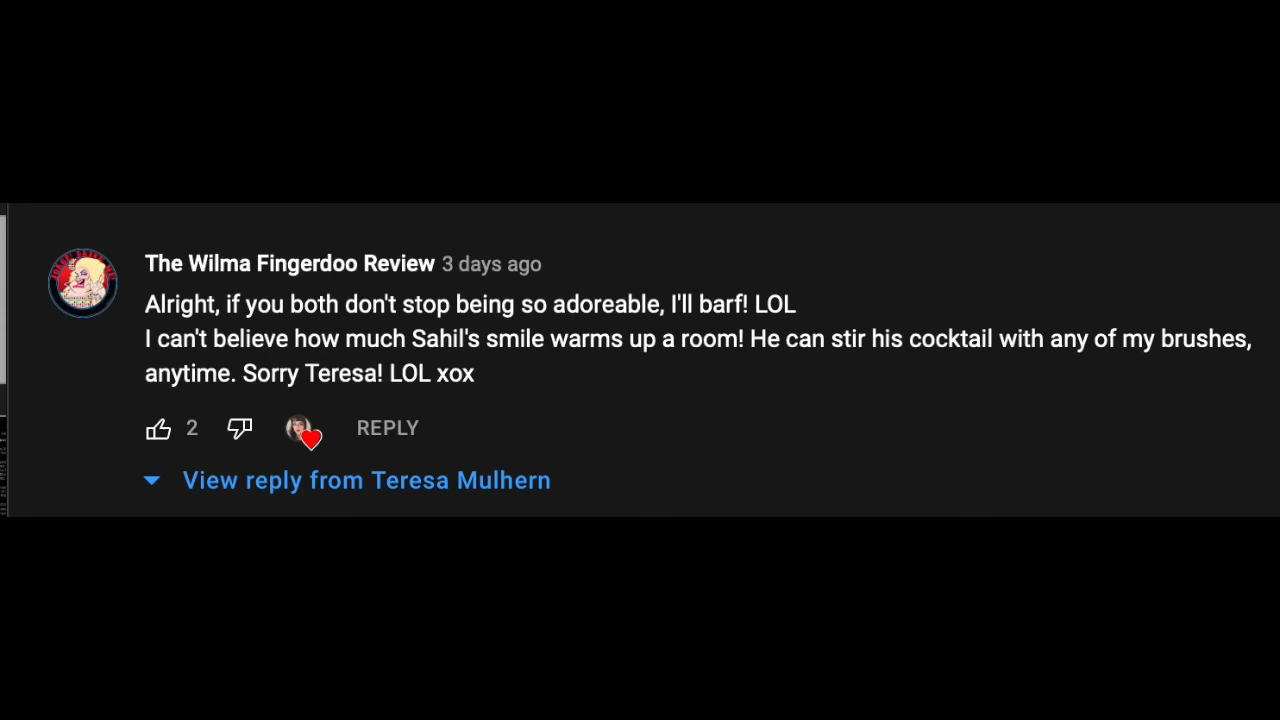 The Wilma Fingerdoo Review 3 days ago
Alright, if you both don't stop being so adoreable, I'll barf! LOL
I can't believe how much Sahil's smile warms up a room! He can stir his cocktail with any of my brushes,
anytime. Sorry Teresa! LOL xox
2 REPLY
View reply from Teresa Mulhern